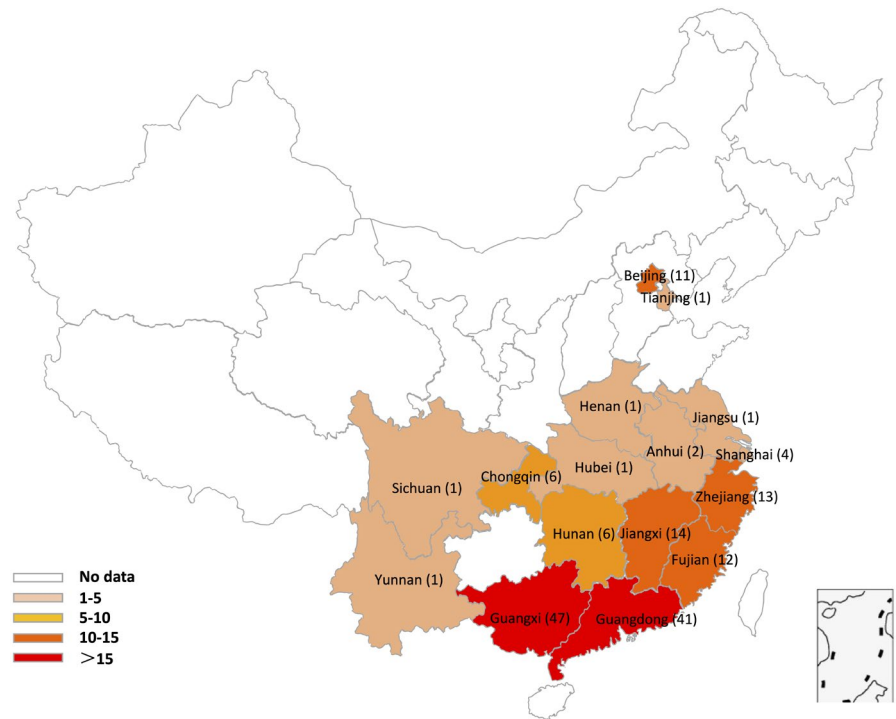 Beijing (11)
Tianjing (1)
Henan (1)
Jiangsu (1)
Anhui (2)
Shanghai (4)
Hubei (1)
Chongqin (6)
Sichuan (1)
Zhejiang (13)
Hunan (6)
Jiangxi (14)
Fujian (12)
Yunnan (1)
Guangxi (47)
Guangdong (41)
No data
1-5
5-10
10-15
＞15